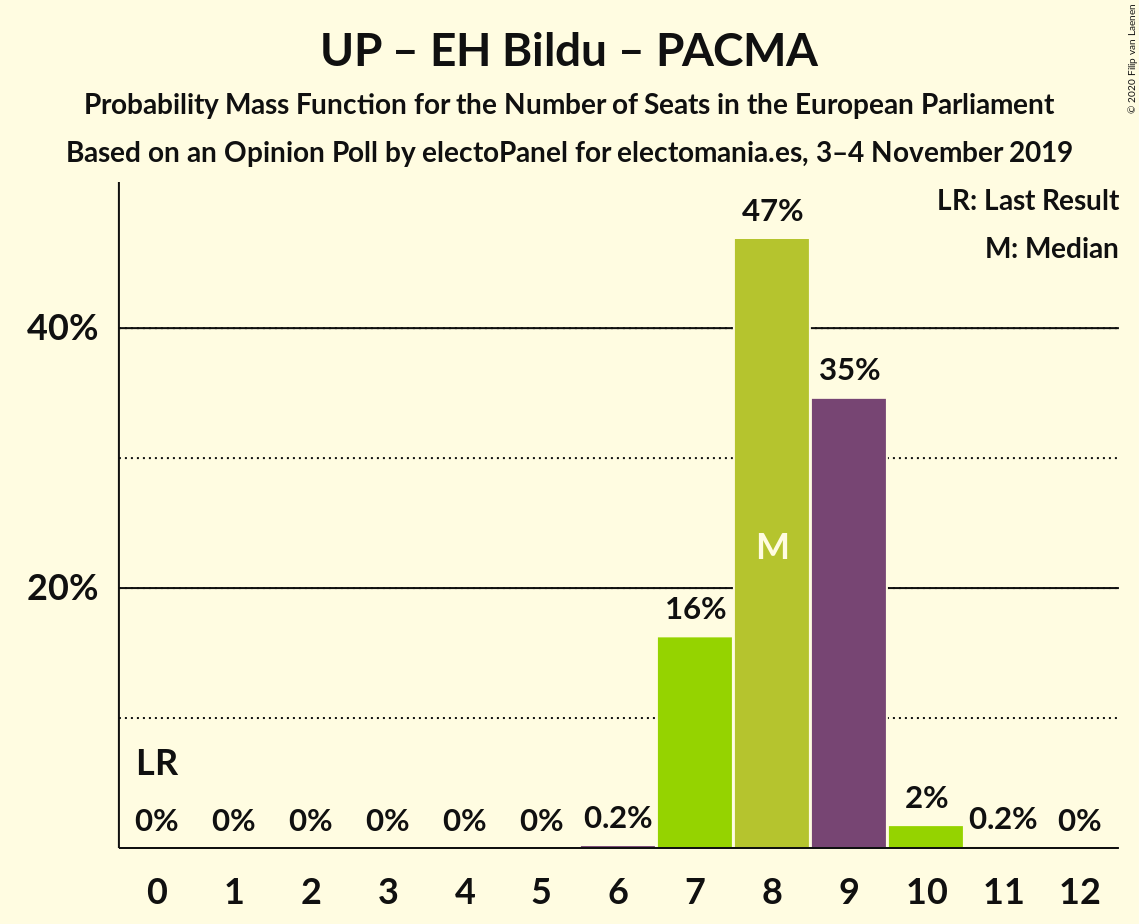 UP – EH Bildu – PACMA
Probability Mass Function for the Number of Seats in the European Parliament
Based on an Opinion Poll by electoPanel for electomania.es, 3–4 November 2019
© 2020 Filip van Laenen
LR: Last Result
M: Median
47%
40%
35%
M
20%
16%
LR
0% 0% 0% 0% 0% 0% 0.2% 2% 0.2% 0%
0 1 2 3 4 5 6 7 8 9 10 11 12